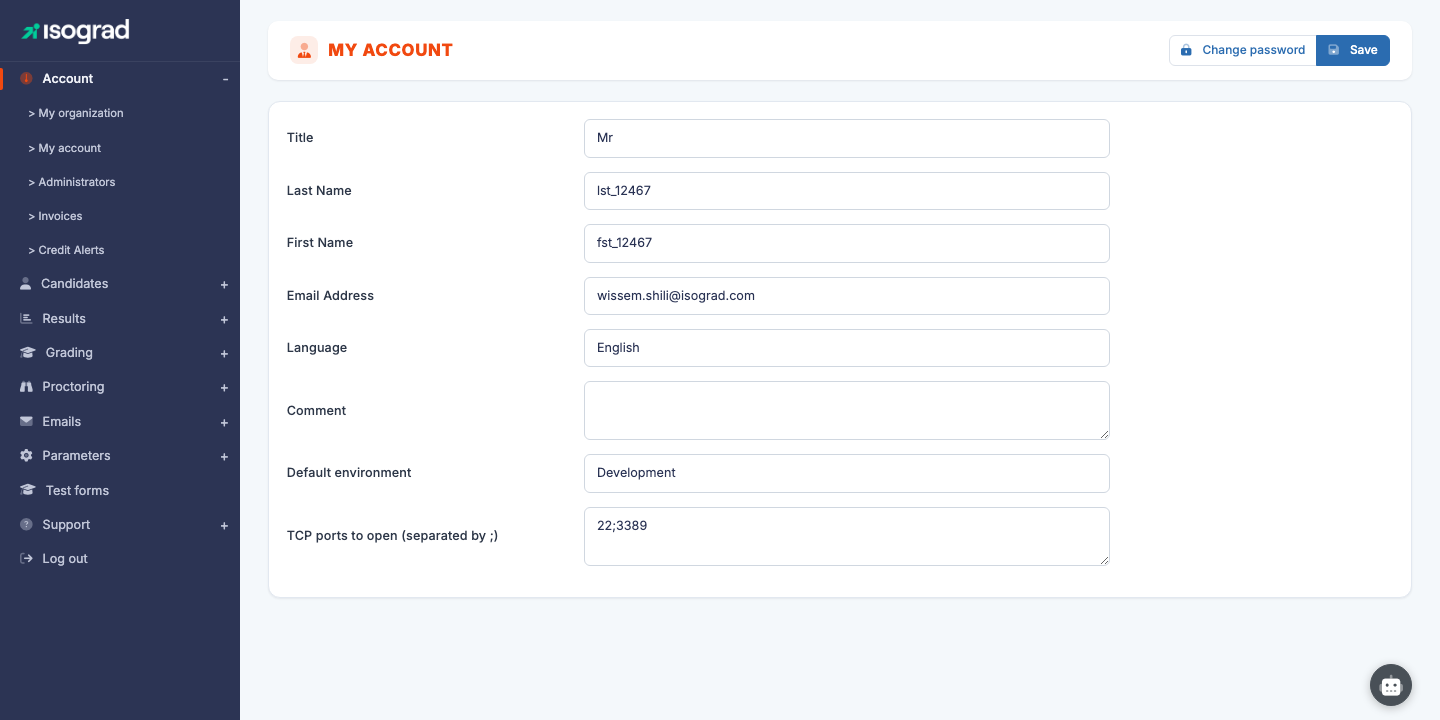 isograd
Account -
> My organization
> My account
> Administrators
> Invoices
> Credit Alerts
Candidates +
Results +
Grading +
Proctoring +
Emails +
Parameters +
Test forms
Support +
Log out
MY ACCOUNT
Change password
Save
Title Mr
Last Name lst_12467
First Name fst_12467
Email Address wissem.shili@isograd.com
Language English
Comment
Default environment Development
TCP ports to open (separated by ;) 22;3389